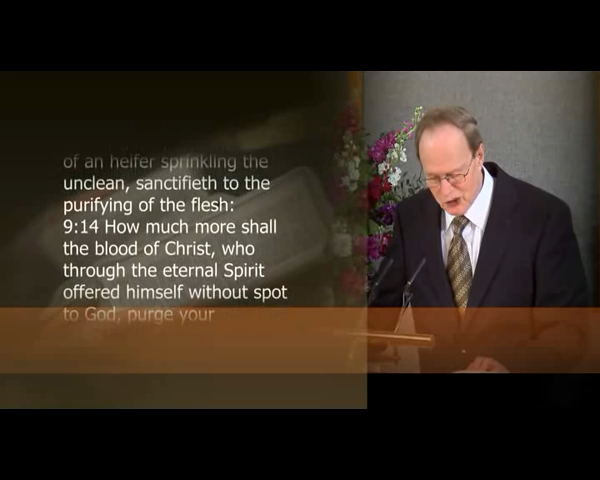 of an heifer sprinkling the
unclean, sanctifieth to the
purifying of the flesh:
9:14 How much more shall
the blood of Christ, who
through the eternal Spirit
offered himself without spot
to God, purge your